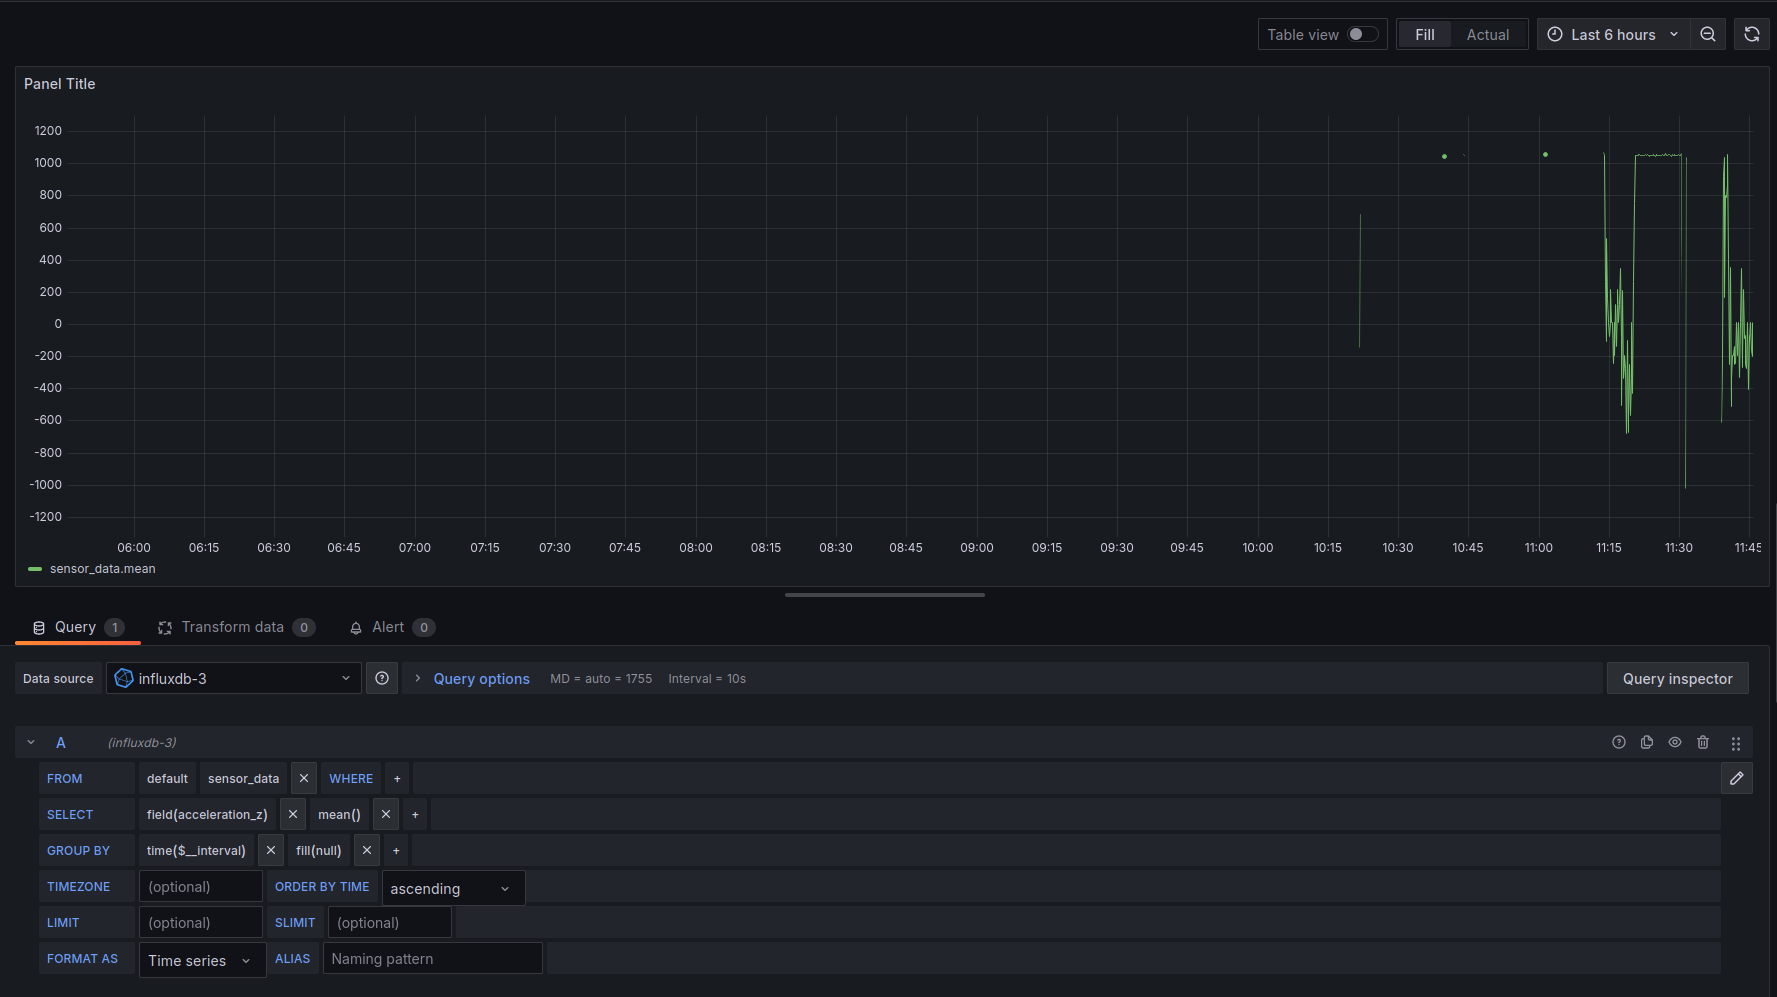 Table view Fill Actual Last 6 hours
Panel Title
1200
1000
800
600
400
200
0
-200
-400
-600
-800
-1000
-1200
06:00 06:15 06:30 06:45 07:00 07:15 07:30 07:45 08:00 08:15 08:30 08:45 09:00 09:15 09:30 09:45 10:00 10:15 10:30 10:45 11:00 11:15 11:30 11:45
sensor_data.mean
Query 1 Transform data 0 Alert 0
Data source influxdb-3 Query options MD = auto = 1755 Interval = 10s Query inspector
A (influxdb-3)
FROM default sensor_data WHERE +
SELECT field(acceleration_z) mean() +
GROUP BY time($__interval) fill(null) +
TIMEZONE (optional) ORDER BY TIME ascending
LIMIT (optional) SLIMIT (optional)
FORMAT AS Time series ALIAS Naming pattern